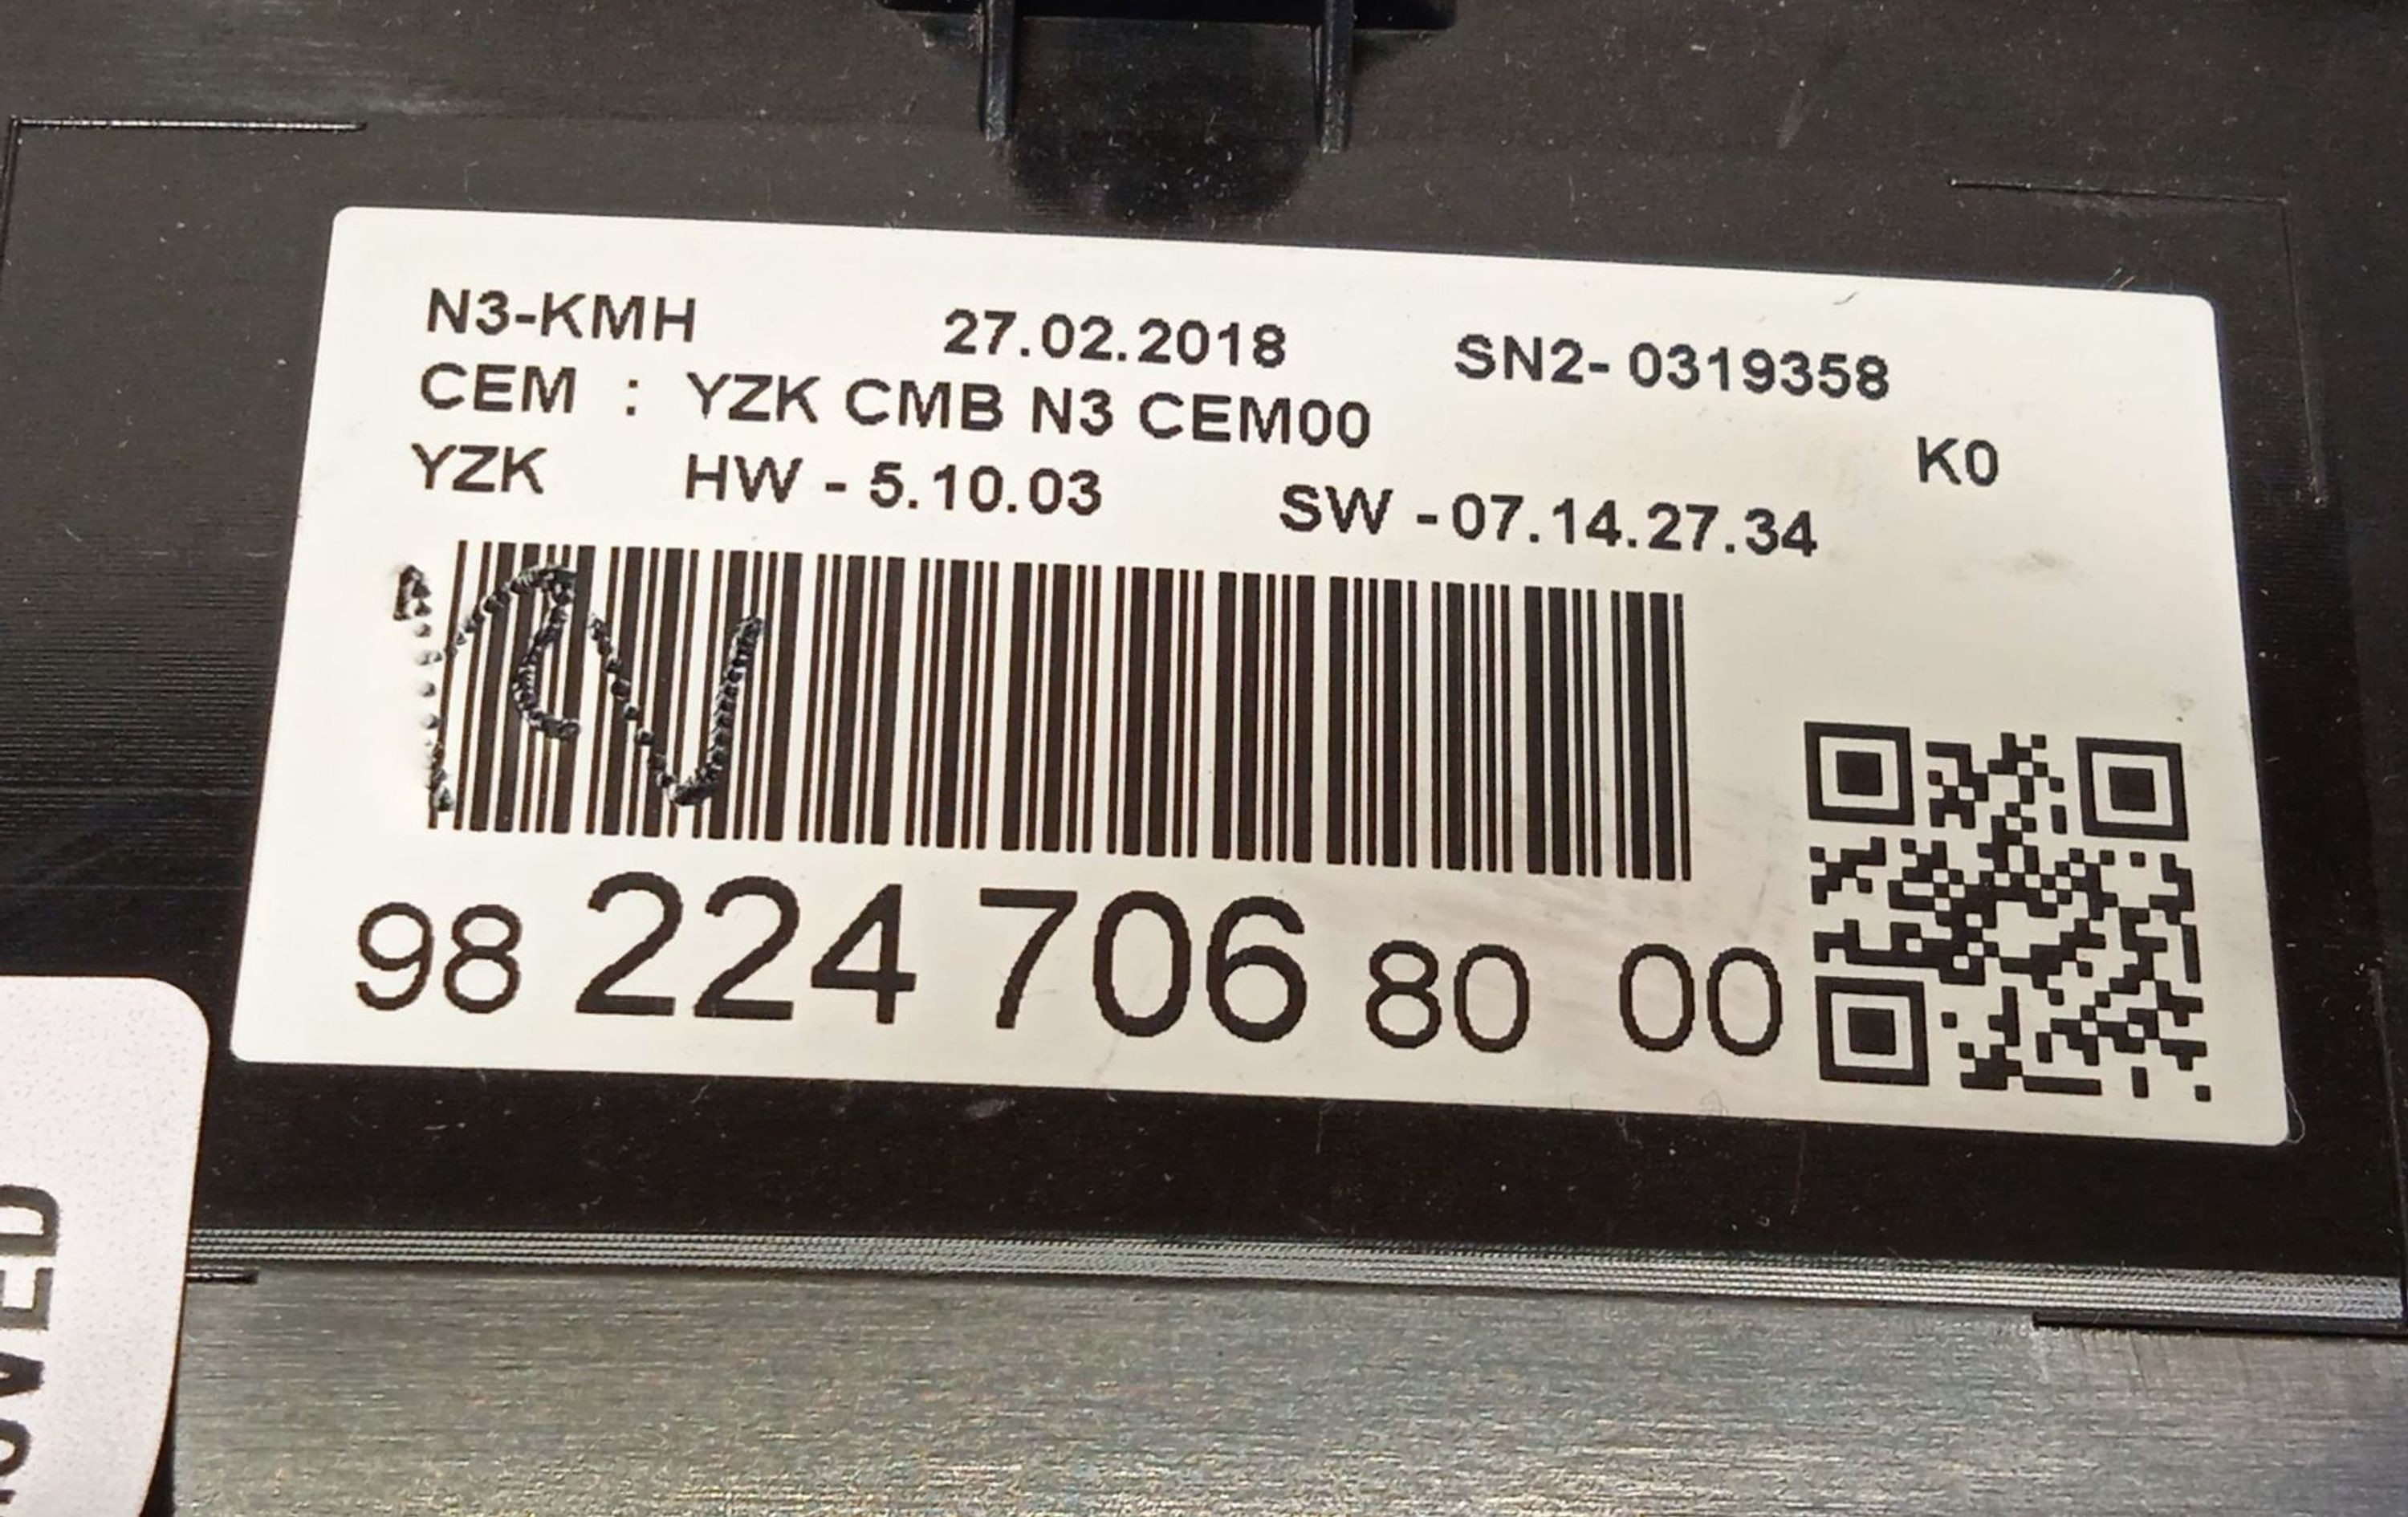 N3-KMH 27.02.2018 SN2- 0319358
CEM : YZK CMB N3 CEM00
K0
YZK HW - 5.10.03 SW -07.14.27.34
98 224 706 80 00